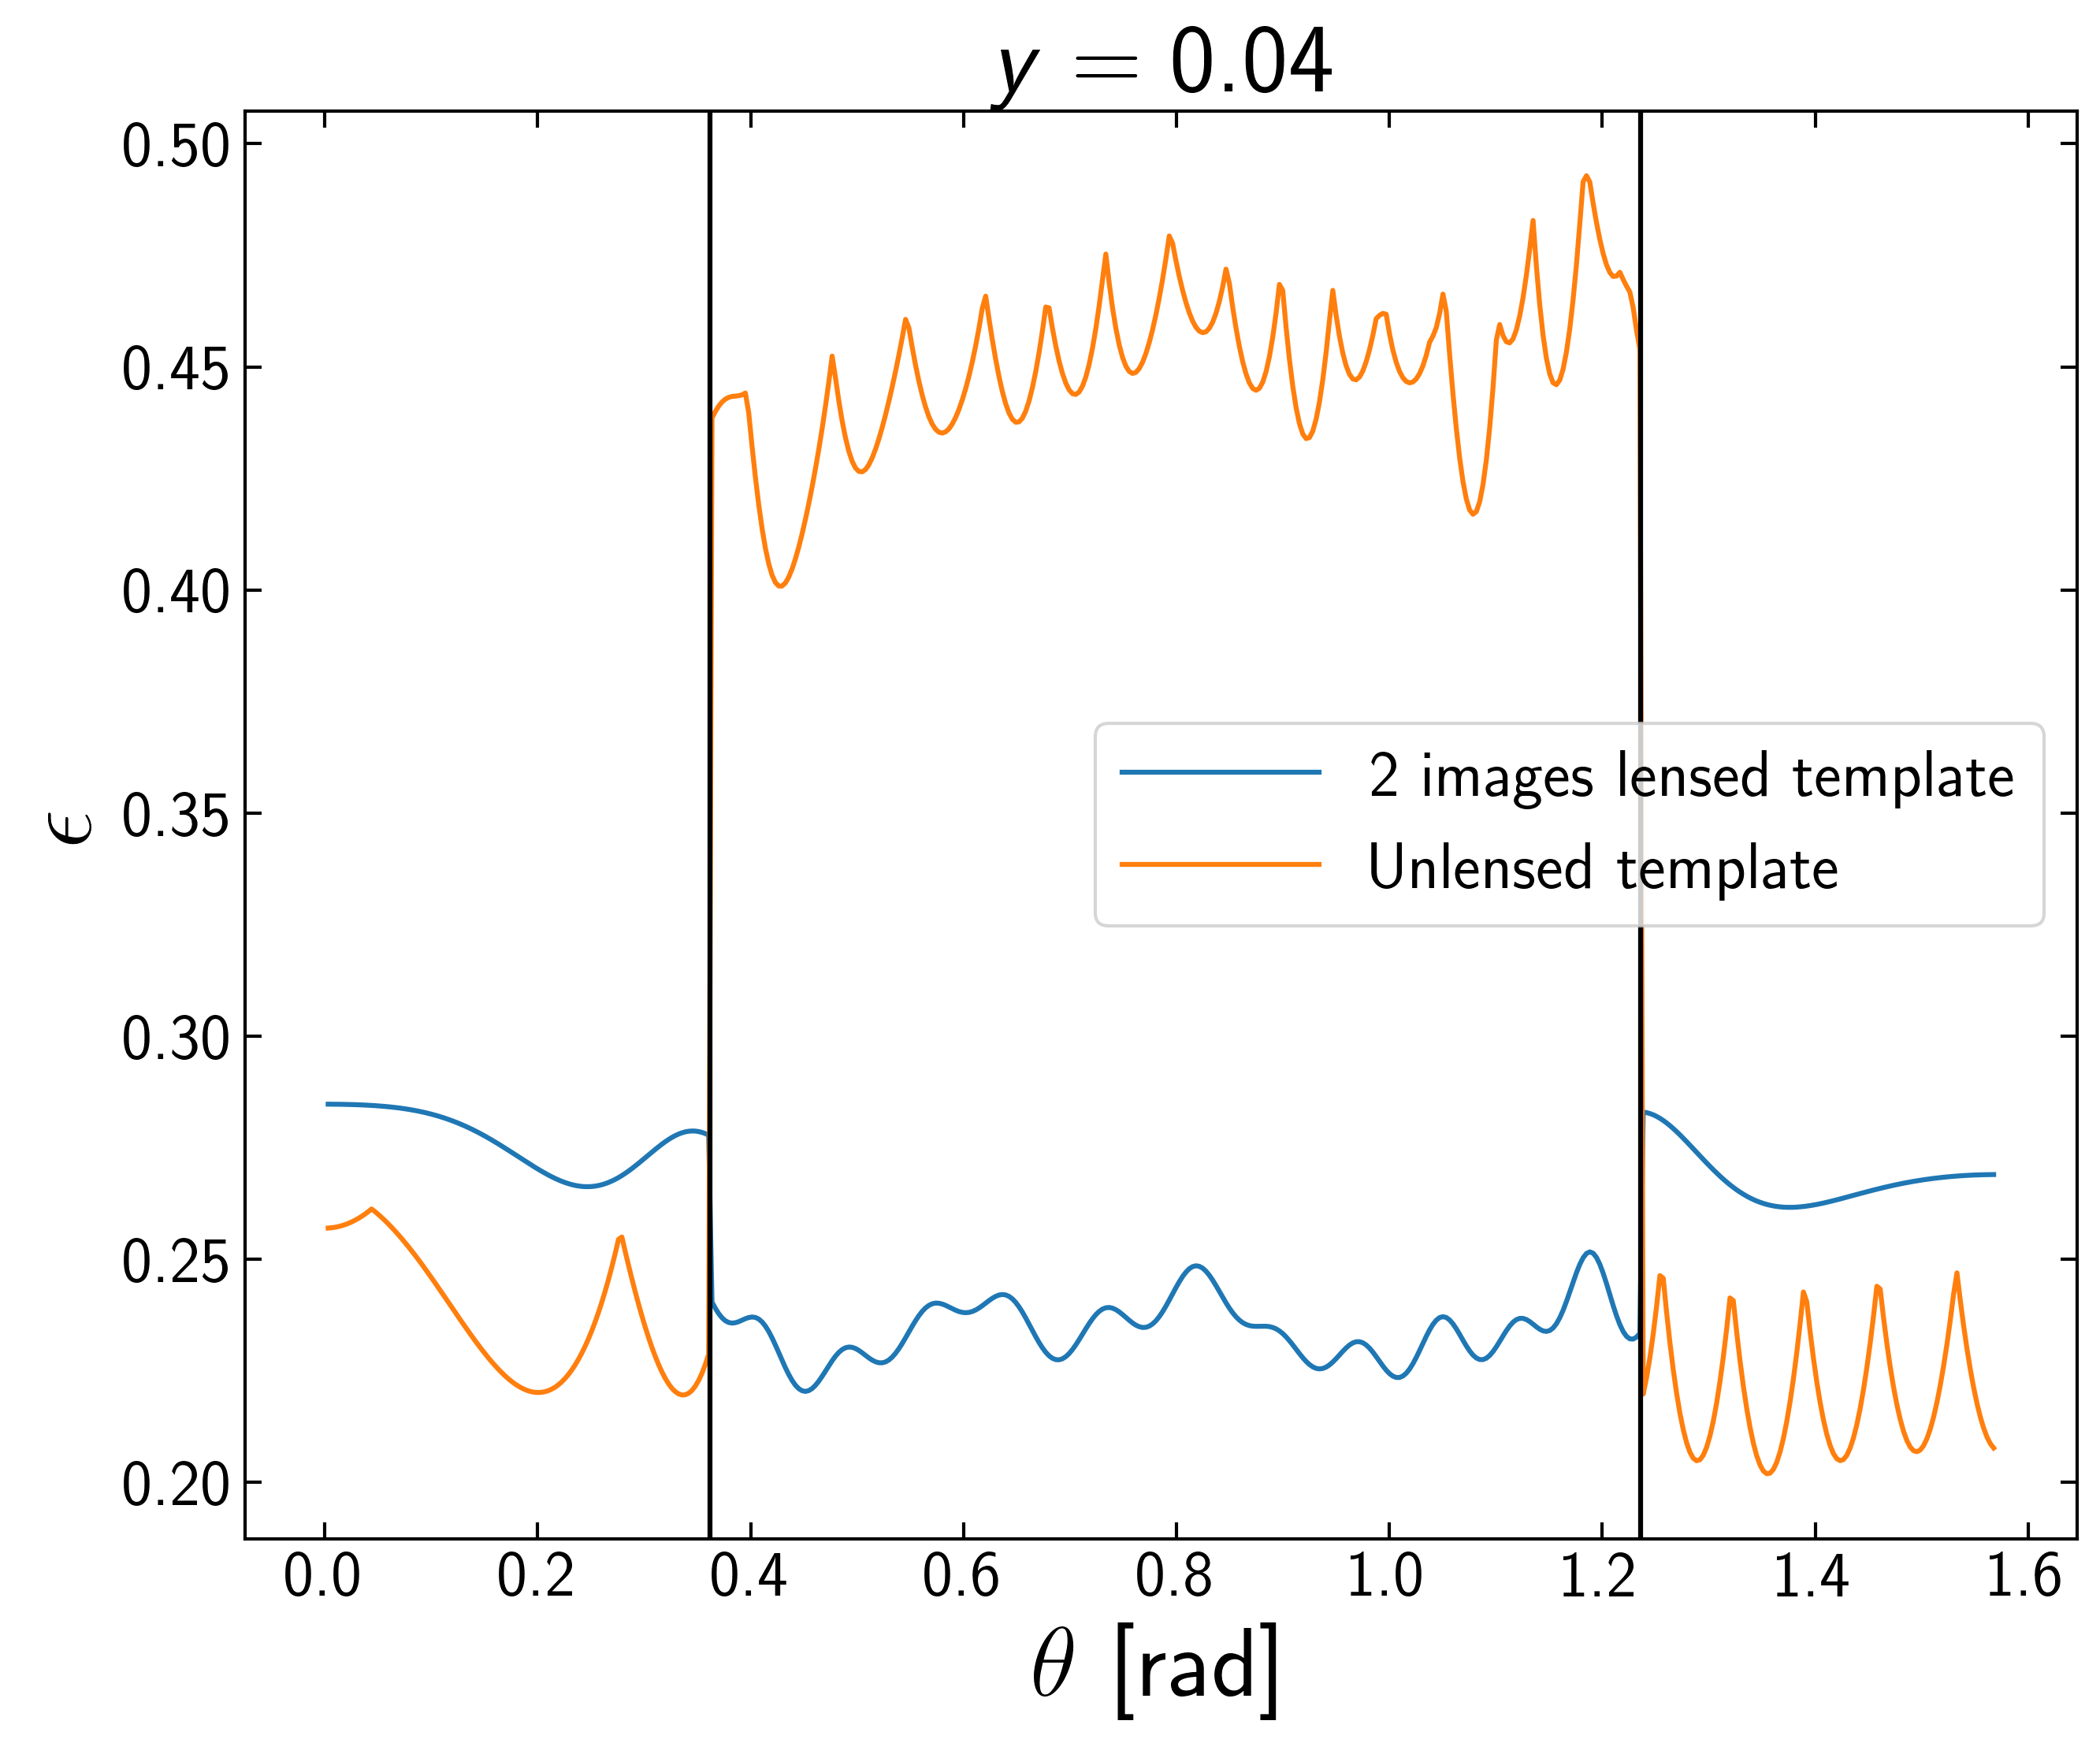 y = 0.04
0.50
0.45
0.40
0.35
0.30
0.25
0.20
ϵ
2 images lensed template
Unlensed template
0.0 0.2 0.4 0.6 0.8 1.0 1.2 1.4 1.6
θ [rad]